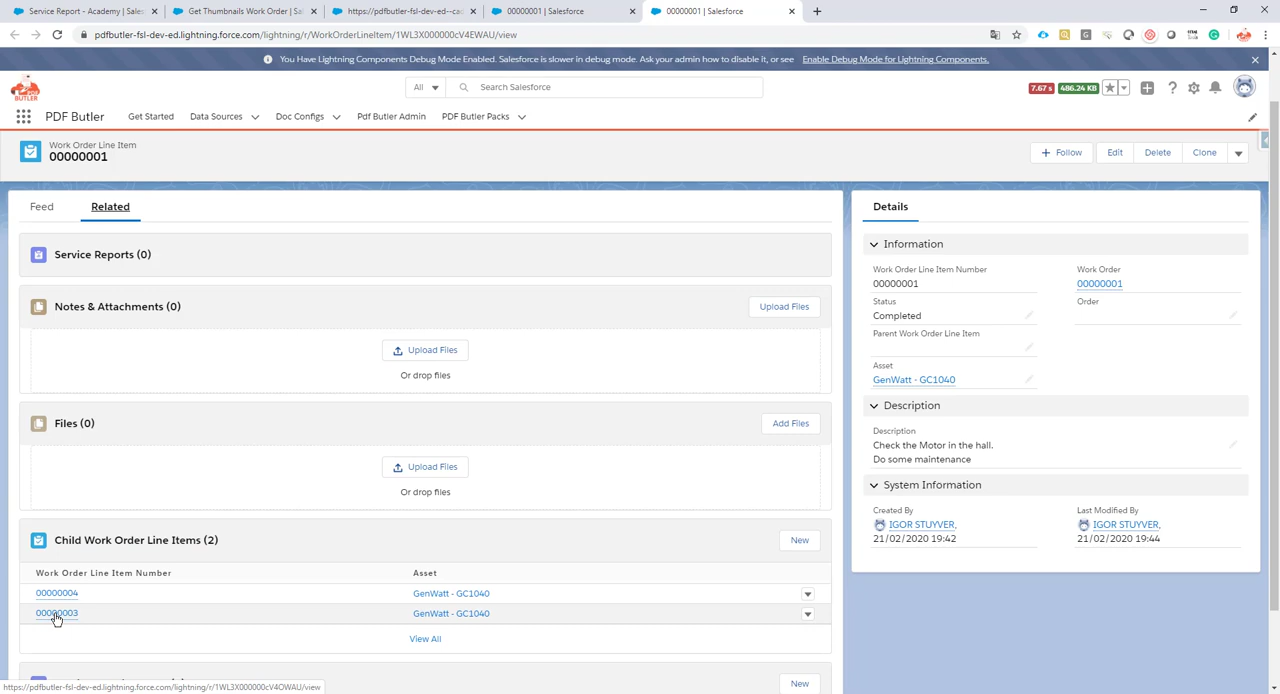 Service Report - Academy | Sales
Get Thumbnails Work Order | Sa
https://pdfbutler-fsl-dev-ed--ca
00000001 | Salesforce
00000001 | Salesforce
pdfbutler-fsl-dev-ed.lightning.force.com/lightning/r/WorkOrderLineItem/1WL3X000000cV4EWAU/view
You Have Lightning Components Debug Mode Enabled. Salesforce is slower in debug mode. Ask your admin how to disable it, or see Enable Debug Mode for Lightning Components.
BUTLER
All
Search Salesforce
7.67 s
486.24 KB
PDF Butler
Get Started
Data Sources
Doc Configs
Pdf Butler Admin
PDF Butler Packs
Work Order Line Item
00000001
Follow
Edit
Delete
Clone
Feed
Related
Service Reports (0)
Notes & Attachments (0)
Upload Files
Upload Files
Or drop files
Files (0)
Add Files
Upload Files
Or drop files
Child Work Order Line Items (2)
New
Work Order Line Item Number
Asset
00000004
GenWatt - GC1040
00000003
GenWatt - GC1040
View All
New
Details
Information
Work Order Line Item Number
00000001
Work Order
00000001
Status
Completed
Order
Parent Work Order Line Item
Asset
GenWatt - GC1040
Description
Description
Check the Motor in the hall.
Do some maintenance
System Information
Created By
IGOR STUYVER,
21/02/2020 19:42
Last Modified By
IGOR STUYVER,
21/02/2020 19:44
https://pdfbutler-fsl-dev-ed.lightning.force.com/lightning/r/1WL3X000000cV4OWAU/view